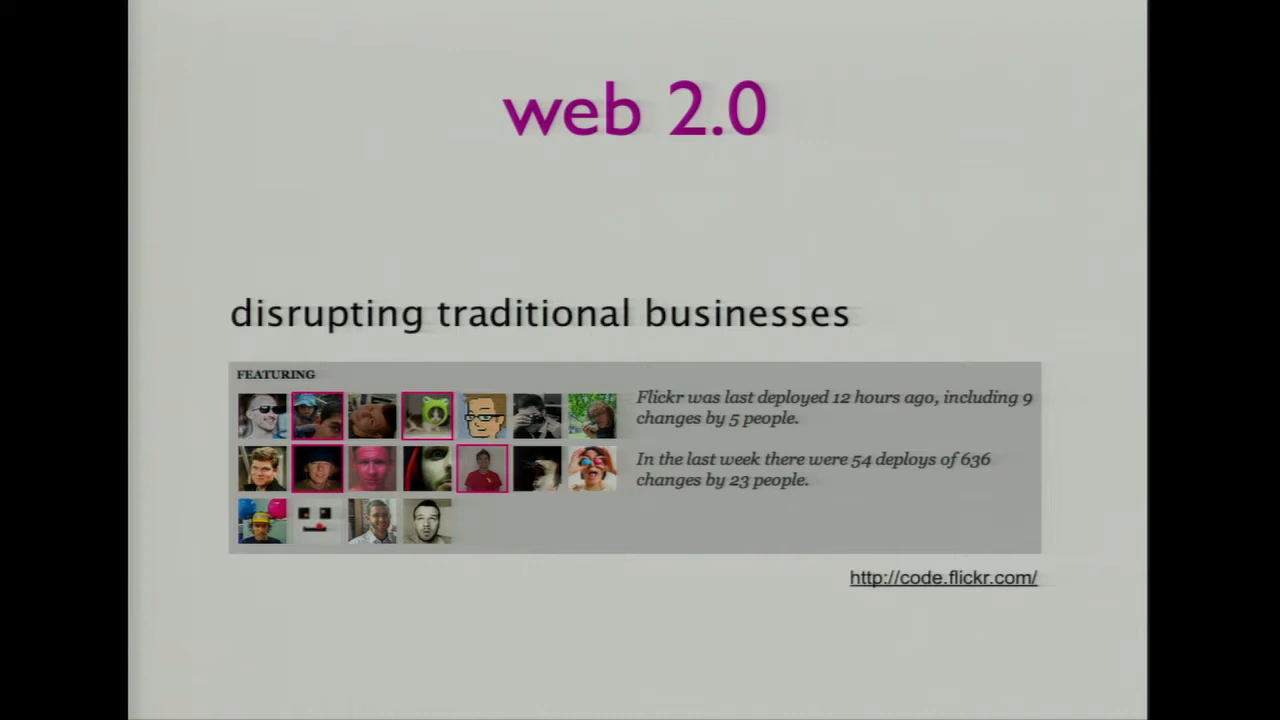 web 2.0
disrupting traditional businesses
FEATURING
Flickr was last deployed 12 hours ago, including 9
changes by 5 people.
In the last week there were 54 deploys of 636
changes by 23 people.
http://code.flickr.com/